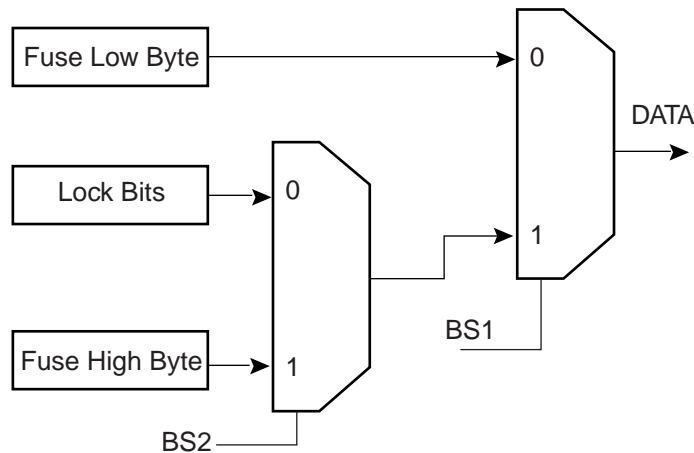 Fuse Low Byte
0
DATA
Lock Bits
0
1
BS1
Fuse High Byte
1
BS2